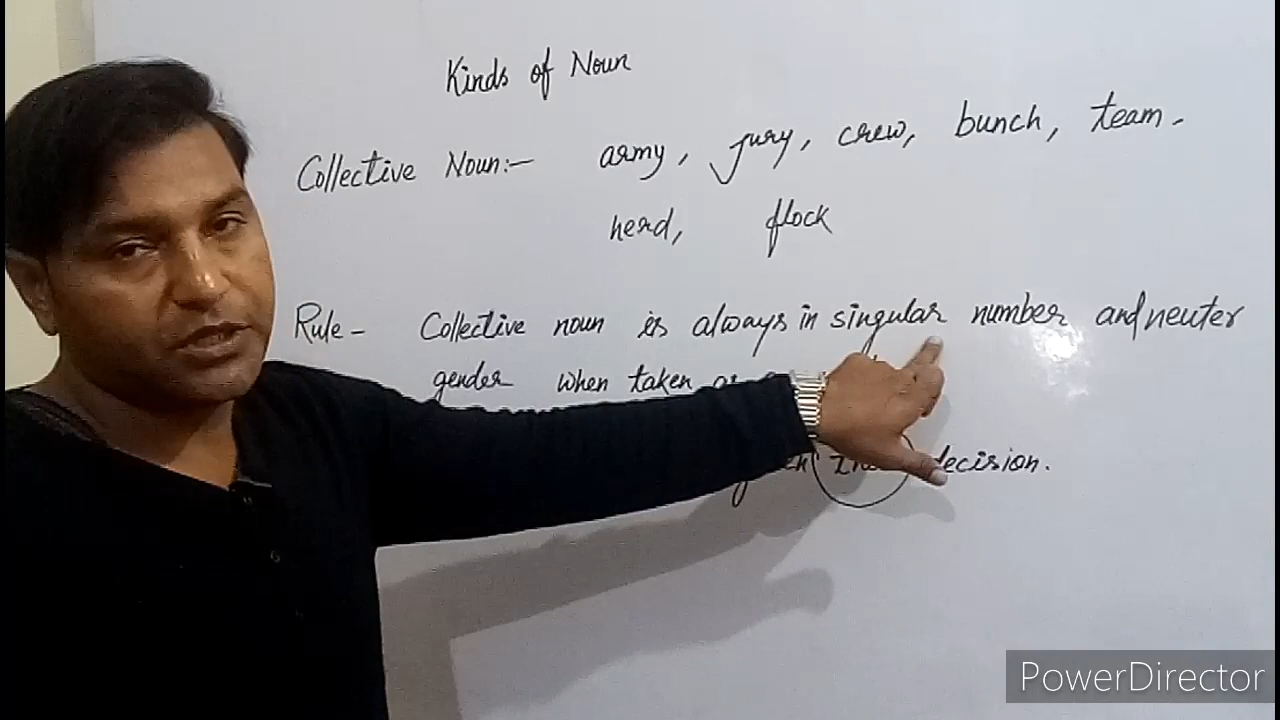 Kinds of Noun
Collective Noun:- army, jury, crew, bunch, team,
herd, flock
Rule- Collective noun is always in singular number and neuter
gender when taken as
decision.
PowerDirector